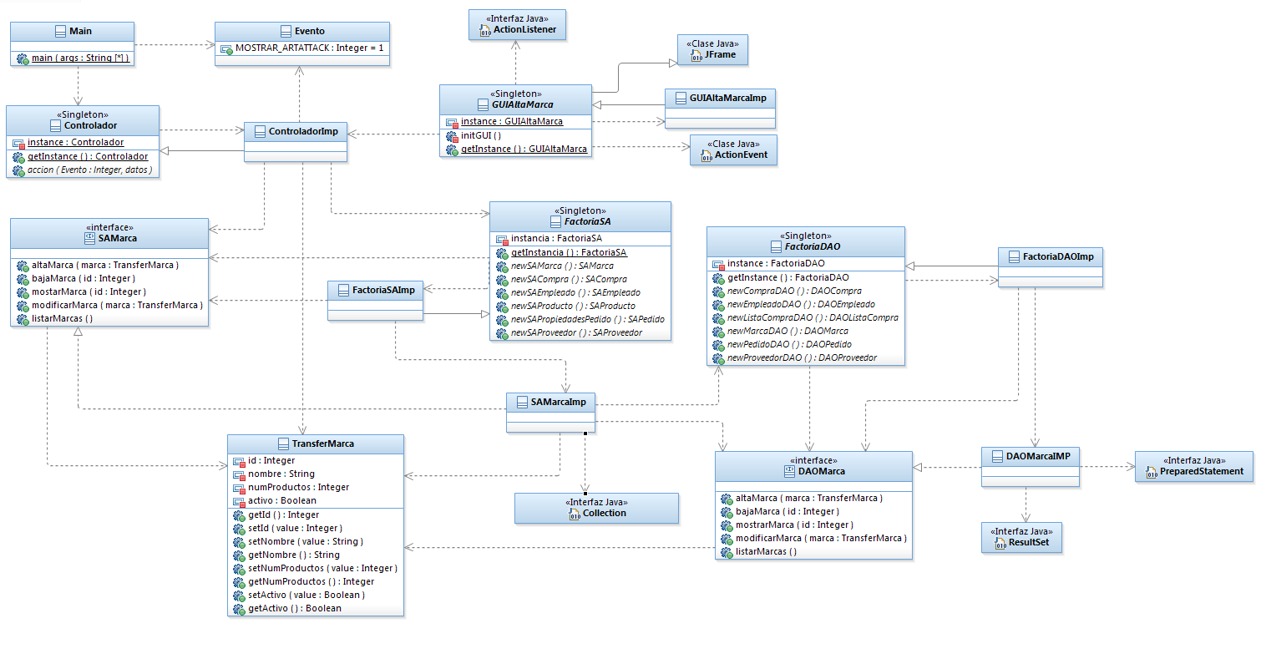 Main
main ( args : String [*] )
Evento
MOSTRAR_ARTATTACK : Integer = 1
«Interfaz Java»
ActionListener
«Clase Java»
JFrame
«Singleton»
Controlador
instance : Controlador
getInstance ( ) : Controlador
accion ( Evento : Integer, datos )
ControladorImp
«Singleton»
GUIAltaMarca
instance : GUIAltaMarca
initGUI ( )
getInstance ( ) : GUIAltaMarca
GUIAltaMarcaImp
«Clase Java»
ActionEvent
«interface»
SAMarca
altaMarca ( marca : TransferMarca )
bajaMarca ( id : Integer )
mostarMarca ( id : Integer )
modificarMarca ( marca : TransferMarca )
listarMarcas ( )
FactoriaSAImp
«Singleton»
FactoriaSA
instancia : FactoriaSA
getInstancia ( ) : FactoriaSA
newSAMarca ( ) : SAMarca
newSACompra ( ) : SACompra
newSAEmpleado ( ) : SAEmpleado
newSAProducto ( ) : SAProducto
newSAPropiedadesPedido ( ) : SAPedido
newSAProveedor ( ) : SAProveedor
«Singleton»
FactoriaDAO
instance : FactoriaDAO
getInstance ( ) : FactoriaDAO
newCompraDAO ( ) : DAOCompra
newEmpleadoDAO ( ) : DAOEmpleado
newListaCompraDAO ( ) : DAOListaCompra
newMarcaDAO ( ) : DAOMarca
newPedidoDAO ( ) : DAOPedido
newProveedorDAO ( ) : DAOProveedor
FactoriaDAOImp
SAMarcaImp
TransferMarca
id : Integer
nombre : String
numProductos : Integer
activo : Boolean
getId ( ) : Integer
setId ( value : Integer )
setNombre ( value : String )
getNombre ( ) : String
setNumProductos ( value : Integer )
getNumProductos ( ) : Integer
setActivo ( value : Boolean )
getActivo ( ) : Boolean
«Interfaz Java»
Collection
«interface»
DAOMarca
altaMarca ( marca : TransferMarca )
bajaMarca ( id : Integer )
mostrarMarca ( id : Integer )
modificarMarca ( marca : TransferMarca )
listarMarcas ( )
DAOMarcaIMP
«Interfaz Java»
PreparedStatement
«Interfaz Java»
ResultSet